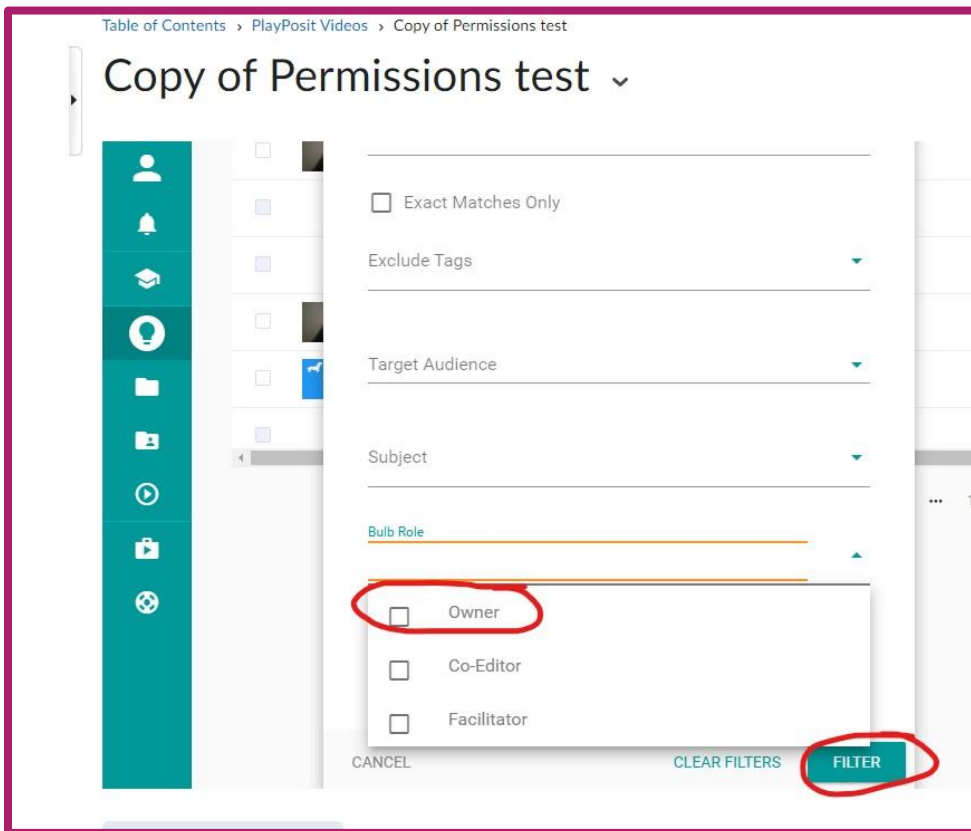 Table of Contents › PlayPosit Videos › Copy of Permissions test
Copy of Permissions test
Exact Matches Only
Exclude Tags
Target Audience
Subject
...
Bulb Role
Owner
Co-Editor
Facilitator
CANCEL CLEAR FILTERS FILTER